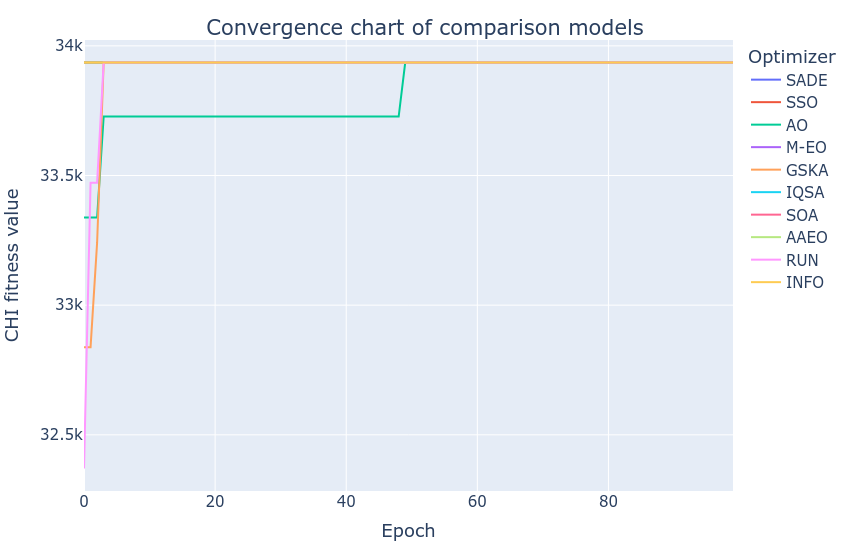 Convergence chart of comparison models
34k
33.5k
33k
32.5k
CHI fitness value
0
20
40
60
80
Epoch
Optimizer
SADE
SSO
AO
M-EO
GSKA
IQSA
SOA
AAEO
RUN
INFO